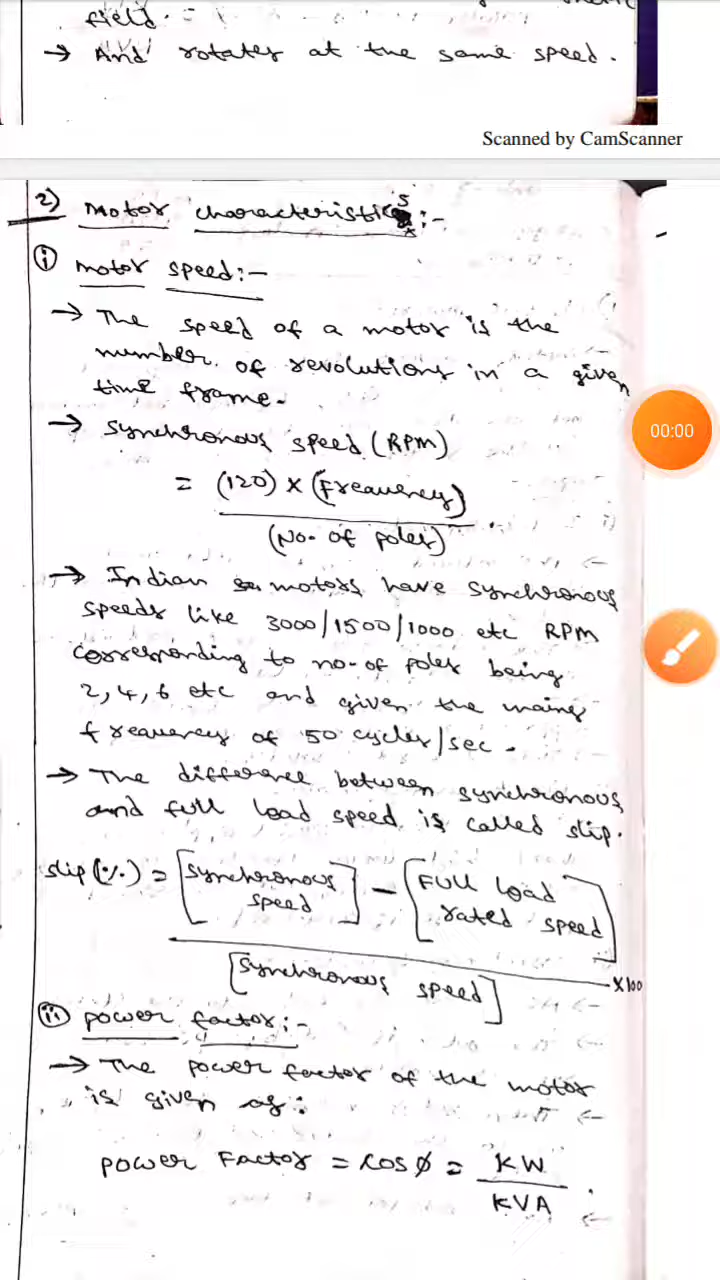 field.
→ And rotates at the same speed.
Scanned by CamScanner
2) Motor characteristics:-
(i) motor speed:-
→ The speed of a motor is the
number of revolutions in a given
time frame.
→ Synchronous speed (RPM)
= (120) × (Frequency)
(No. of poles)
00:00
→ Indian motors have synchronous
speeds like 3000/1500/1000 etc RPM
corresponding to no. of poles being
2, 4, 6 etc and given the mains
frequency of 50 cycles/sec.
→ The difference between synchronous
and full load speed is called slip.
slip (%) = [Synchronous speed] - [Full load rated speed]
[Synchronous speed] ×100
(ii) power factor:-
→ The power factor of the motor
is given as:
power Factor = cos φ = KW
KVA